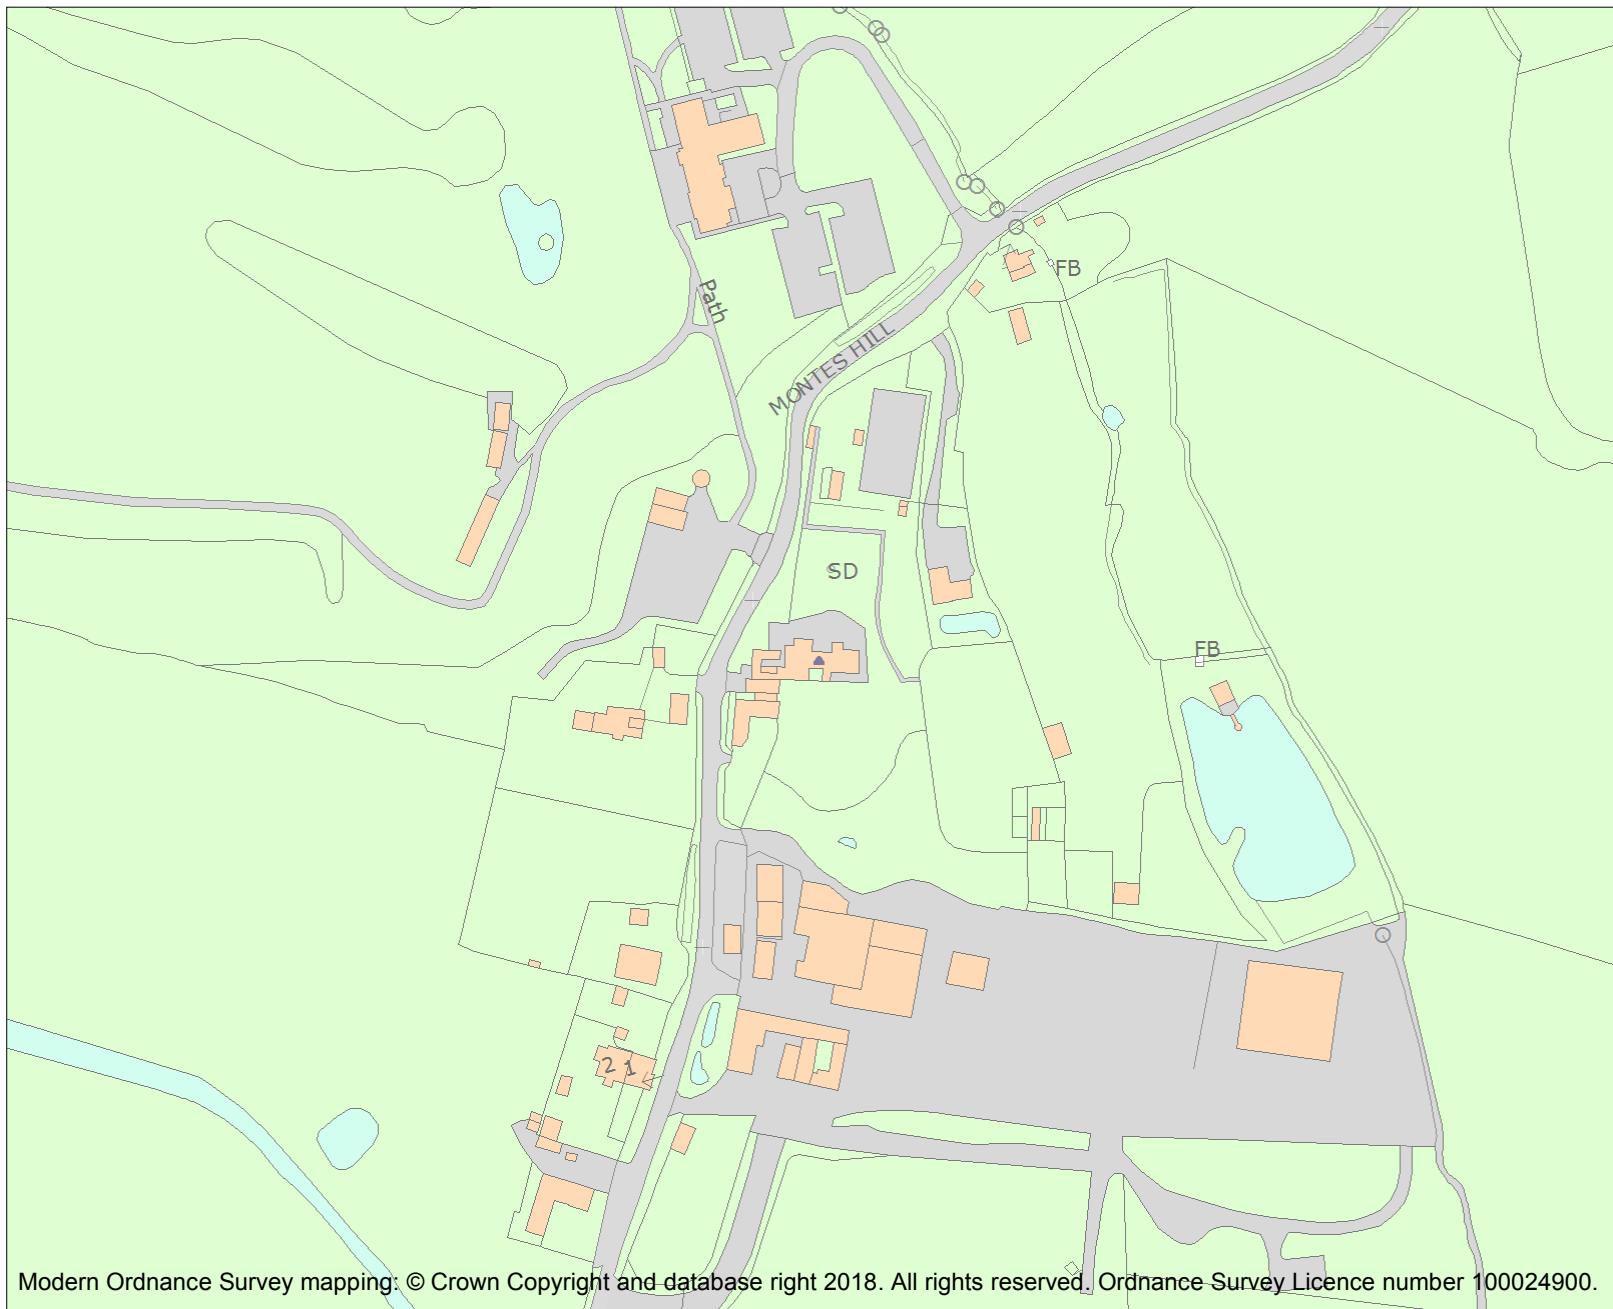 FB
Path
MONTES HILL
SD
FB
2 1
Modern Ordnance Survey mapping: © Crown Copyright and database right 2018. All rights reserved. Ordnance Survey Licence number 100024900.